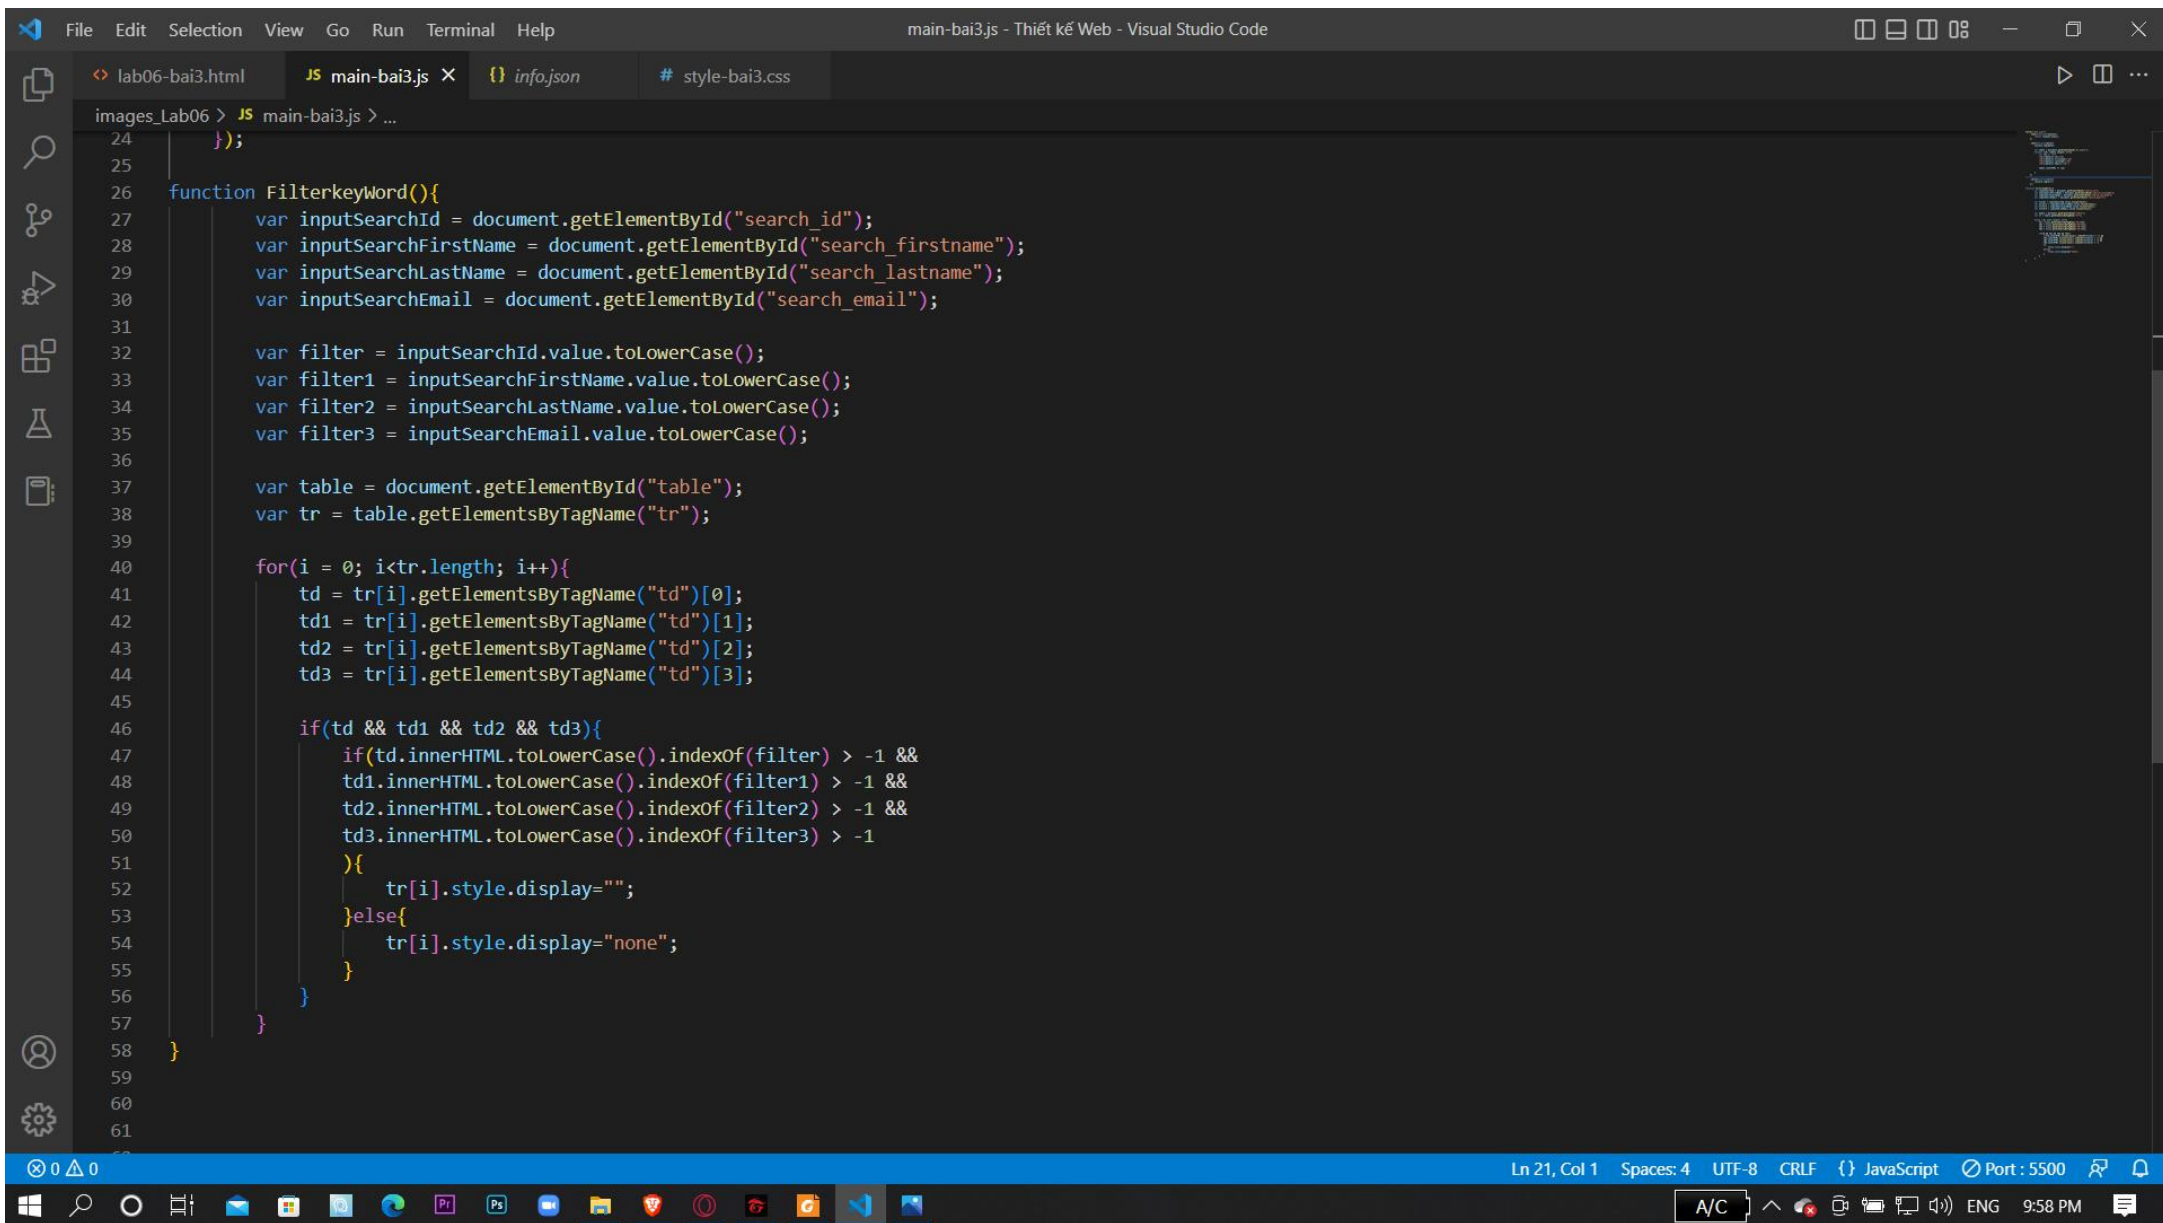 File Edit Selection View Go Run Terminal Help main-bai3.js - Thiết kế Web - Visual Studio Code
<> lab06-bai3.html JS main-bai3.js {} info.json # style-bai3.css
images_Lab06 > JS main-bai3.js > ...
24 });
25
26 function FilterkeyWord(){
27 var inputSearchId = document.getElementById("search_id");
28 var inputSearchFirstName = document.getElementById("search_firstname");
29 var inputSearchLastName = document.getElementById("search_lastname");
30 var inputSearchEmail = document.getElementById("search_email");
31
32 var filter = inputSearchId.value.toLowerCase();
33 var filter1 = inputSearchFirstName.value.toLowerCase();
34 var filter2 = inputSearchLastName.value.toLowerCase();
35 var filter3 = inputSearchEmail.value.toLowerCase();
36
37 var table = document.getElementById("table");
38 var tr = table.getElementsByTagName("tr");
39
40 for(i = 0; i<tr.length; i++){
41 td = tr[i].getElementsByTagName("td")[0];
42 td1 = tr[i].getElementsByTagName("td")[1];
43 td2 = tr[i].getElementsByTagName("td")[2];
44 td3 = tr[i].getElementsByTagName("td")[3];
45
46 if(td && td1 && td2 && td3){
47 if(td.innerHTML.toLowerCase().indexOf(filter) > -1 &&
48 td1.innerHTML.toLowerCase().indexOf(filter1) > -1 &&
49 td2.innerHTML.toLowerCase().indexOf(filter2) > -1 &&
50 td3.innerHTML.toLowerCase().indexOf(filter3) > -1
51 ){
52 tr[i].style.display="";
53 }else{
54 tr[i].style.display="none";
55 }
56 }
57 }
58 }
59
60
61
0 0 Ln 21, Col 1 Spaces: 4 UTF-8 CRLF {} JavaScript Port : 5500
Pr Ps A/C ENG 9:58 PM